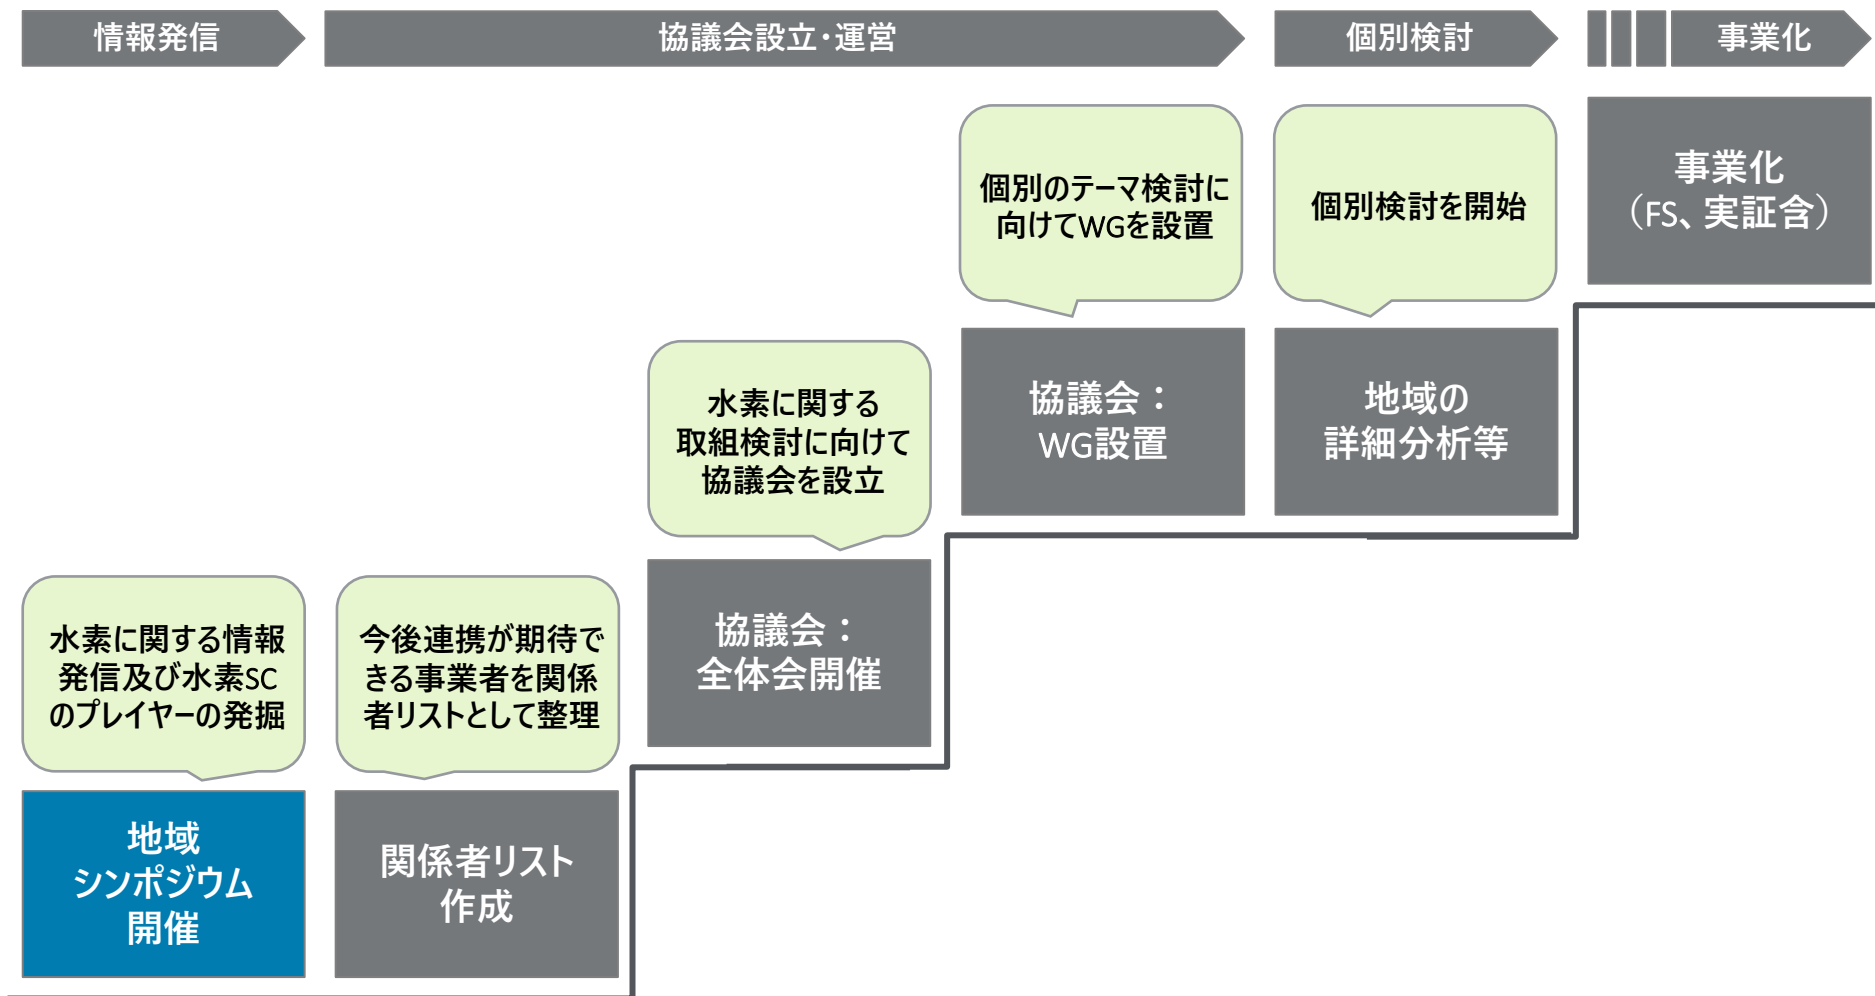 情報発信
協議会設立・運営
個別検討
事業化
個別のテーマ検討に
向けてWGを設置
個別検討を開始
事業化
（FS、実証含）
水素に関する
取組検討に向けて
協議会を設立
協議会：
WG設置
地域の
詳細分析等
水素に関する情報
発信及び水素SC
のプレイヤーの発掘
今後連携が期待で
きる事業者を関係
者リストとして整理
協議会：
全体会開催
地域
シンポジウム
開催
関係者リスト
作成